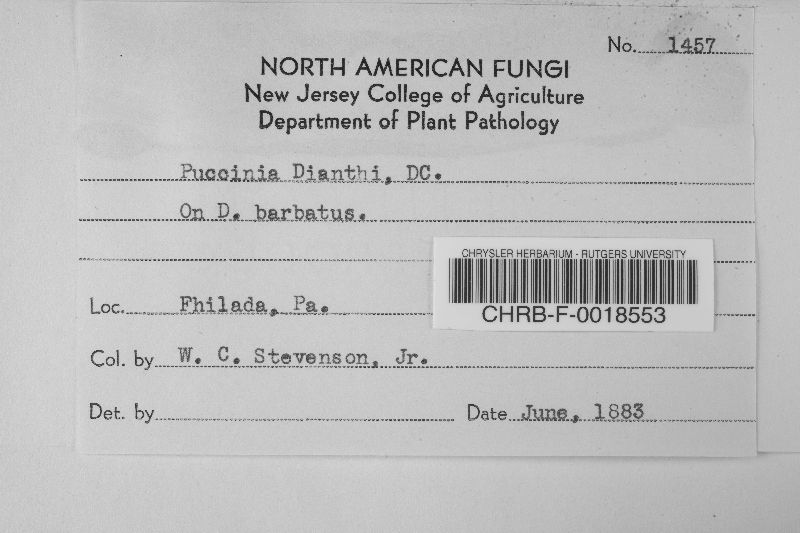 No. 1457
NORTH AMERICAN FUNGI
New Jersey College of Agriculture
Department of Plant Pathology
Puccinia Dianthi, DC.
On D. barbatus.
CHRYSLER HERBARIUM - RUTGERS UNIVERSITY
CHRB-F-0018553
Loc. Fhilada, Pa.
Col. by W. C. Stevenson, Jr.
Det. by
Date June, 1883